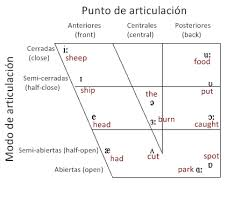 Punto de articulación
Anteriores Centrales Posteriores
(front) (central) (back)
Modo de articulación
Cerradas iː uː
(close) sheep food
Semi-cerradas ɪ ʊ
(half-close) ship put
the
ə
e ɜː burn ɔː
head caught
Semi-abiertas (half-open) æ ʌ ɒ
had cut spot
Abiertas (open) park ɑː